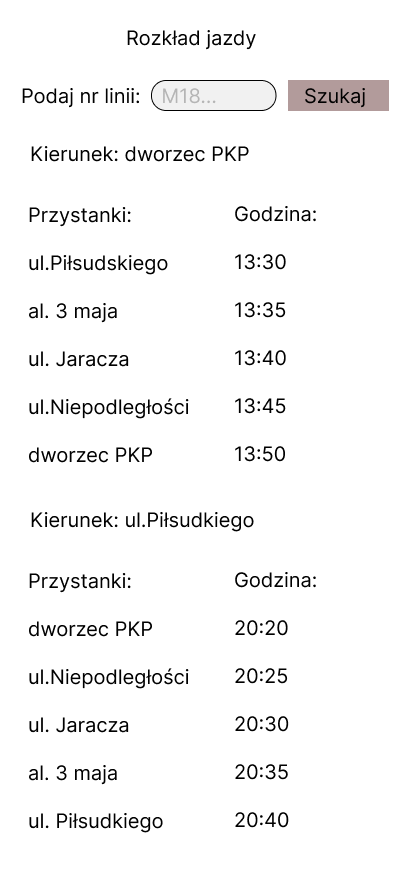 Rozkład jazdy
Podaj nr linii: M18... Szukaj
Kierunek: dworzec PKP
Przystanki: Godzina:
ul.Piłsudskiego 13:30
al. 3 maja 13:35
ul. Jaracza 13:40
ul.Niepodległości 13:45
dworzec PKP 13:50
Kierunek: ul.Piłsudkiego
Przystanki: Godzina:
dworzec PKP 20:20
ul.Niepodległości 20:25
ul. Jaracza 20:30
al. 3 maja 20:35
ul. Piłsudkiego 20:40